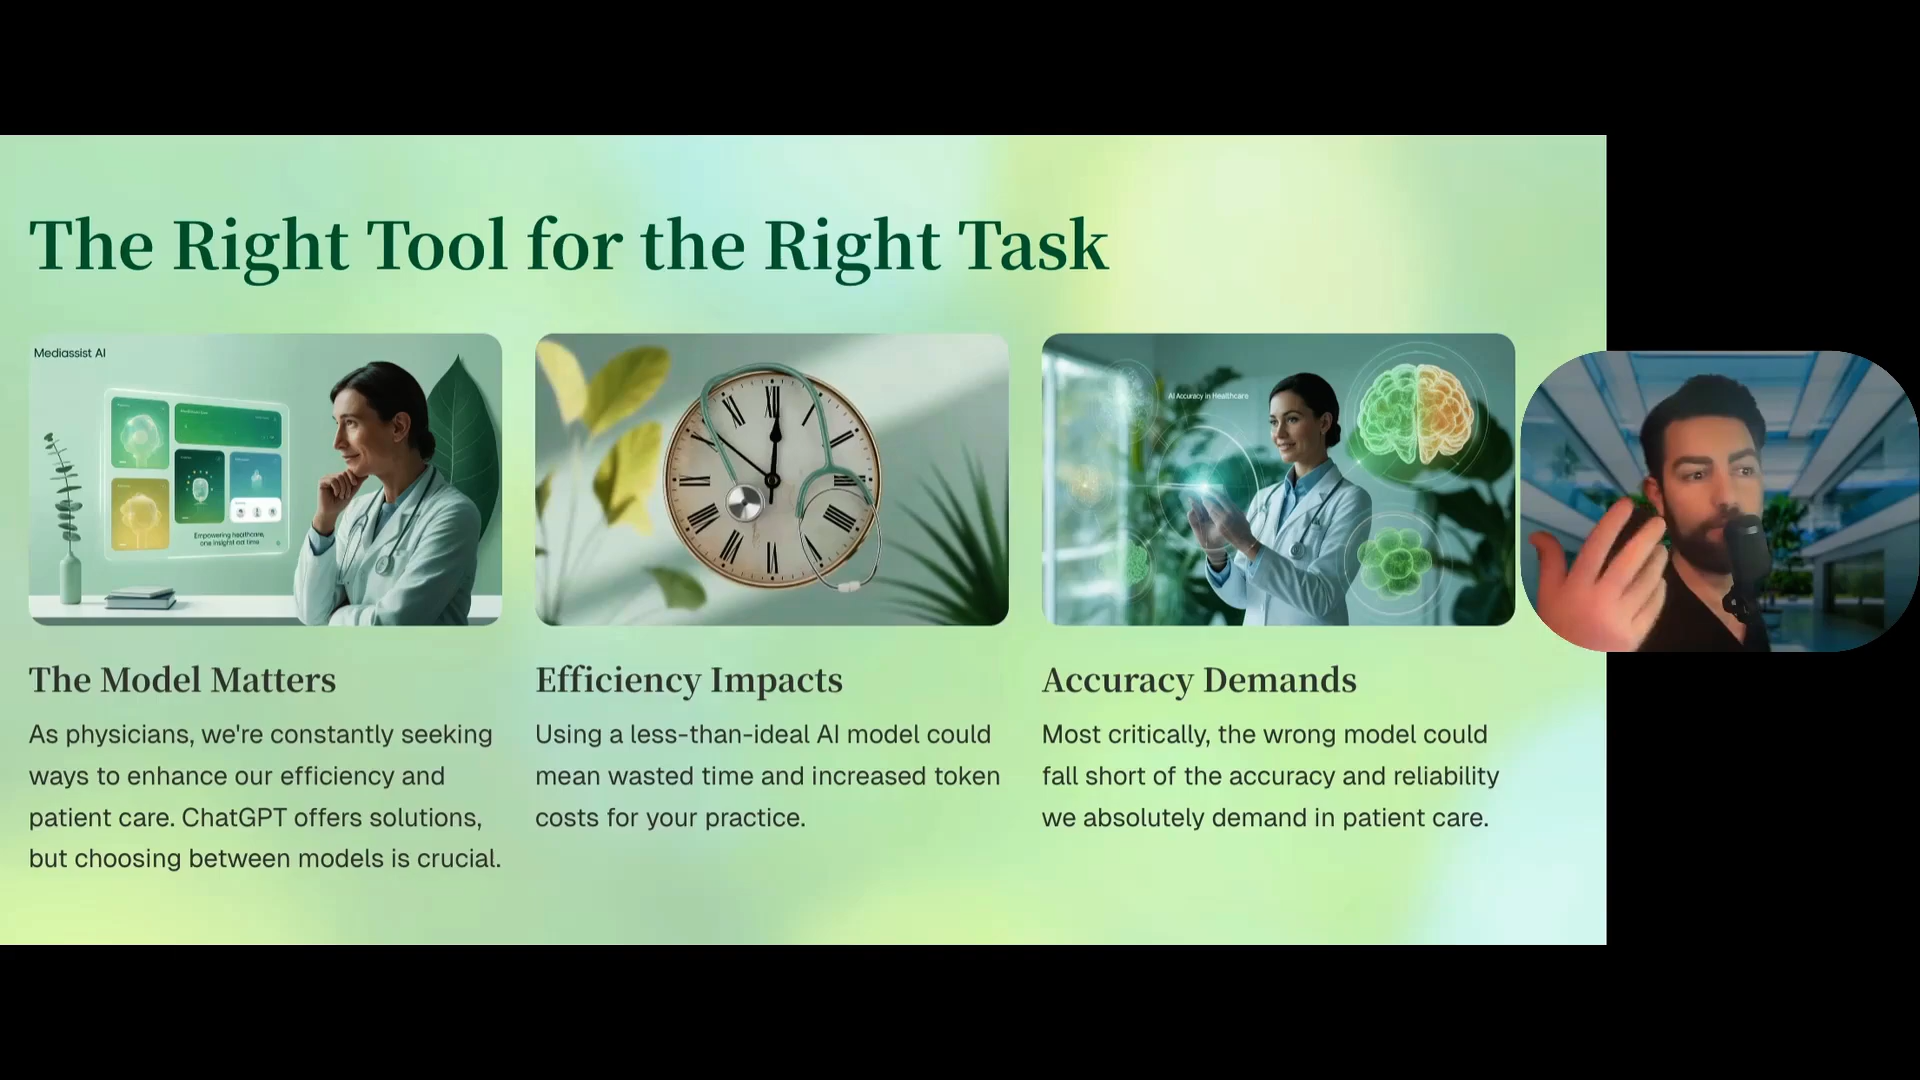 The Right Tool for the Right Task
Mediassist AI
Empowering healthcare,
one insight ad time
AI Accuracy in Healthcare
The Model Matters
As physicians, we're constantly seeking
ways to enhance our efficiency and
patient care. ChatGPT offers solutions,
but choosing between models is crucial.
Efficiency Impacts
Using a less-than-ideal AI model could
mean wasted time and increased token
costs for your practice.
Accuracy Demands
Most critically, the wrong model could
fall short of the accuracy and reliability
we absolutely demand in patient care.